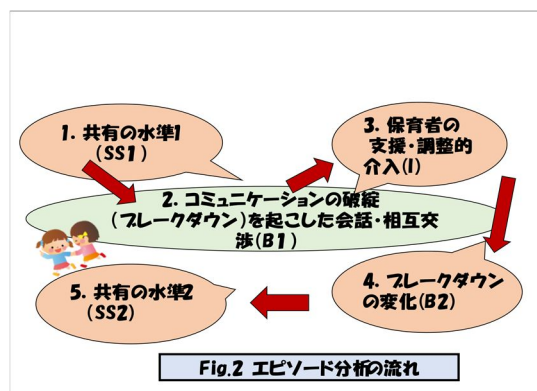 1. 共有の水準1
(SS1)
2. コミュニケーションの破綻
(ブレークダウン)を起こした会話・相互交
渉(B1)
3. 保育者の
支援・調整的
介入(I)
4. ブレークダウン
の変化(B2)
5. 共有の水準2
(SS2)
Fig.2 エピソード分析の流れ